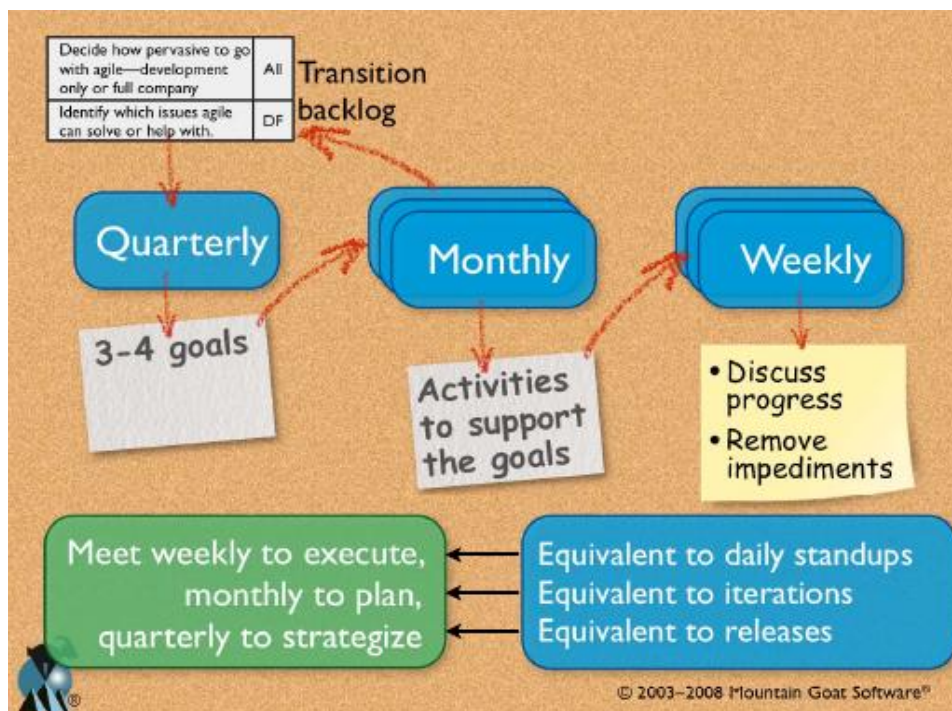 Decide how pervasive to go
with agile—development
only or full company
All
Identify which issues agile
can solve or help with.
DF
Transition
backlog
Quarterly
Monthly
Weekly
3-4 goals
Activities
to support
the goals
• Discuss
progress
• Remove
impediments
Meet weekly to execute,
monthly to plan,
quarterly to strategize
Equivalent to daily standups
Equivalent to iterations
Equivalent to releases
®
© 2003–2008 Mountain Goat Software®